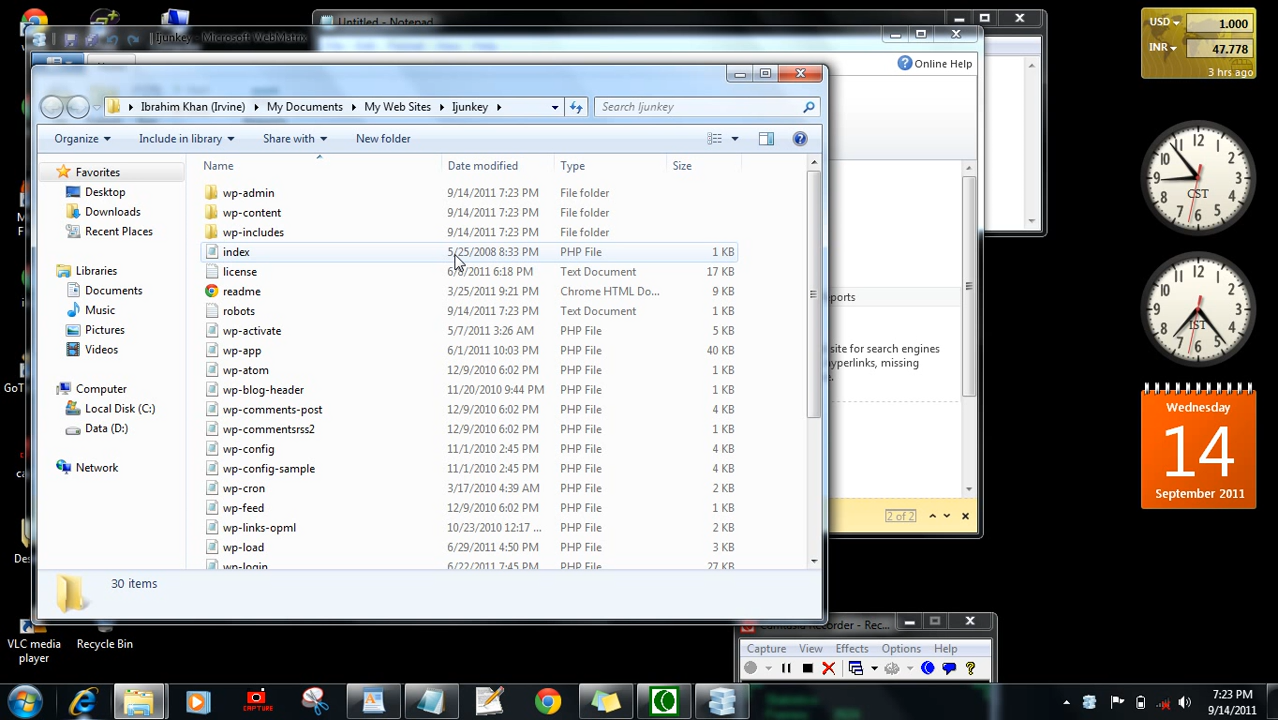 Untitled - Notepad
Ijunkey - Microsoft WebMatrix
Online Help
Ibrahim Khan (Irvine) My Documents My Web Sites Ijunkey
Search Ijunkey
Organize Include in library Share with New folder
Name Date modified Type Size
Favorites
Desktop
Downloads
Recent Places
Libraries
Documents
Music
Pictures
Videos
Computer
Local Disk (C:)
Data (D:)
Network
wp-admin 9/14/2011 7:23 PM File folder
wp-content 9/14/2011 7:23 PM File folder
wp-includes 9/14/2011 7:23 PM File folder
index 5/25/2008 8:33 PM PHP File 1 KB
license 2011 6:18 PM Text Document 17 KB
readme 3/25/2011 9:21 PM Chrome HTML Do... 9 KB
robots 9/14/2011 7:23 PM Text Document 1 KB
wp-activate 5/7/2011 3:26 AM PHP File 5 KB
wp-app 6/1/2011 10:03 PM PHP File 40 KB
wp-atom 12/9/2010 6:02 PM PHP File 1 KB
wp-blog-header 11/20/2010 9:44 PM PHP File 1 KB
wp-comments-post 12/9/2010 6:02 PM PHP File 4 KB
wp-commentsrss2 12/9/2010 6:02 PM PHP File 1 KB
wp-config 11/1/2010 2:45 PM PHP File 4 KB
wp-config-sample 11/1/2010 2:45 PM PHP File 4 KB
wp-cron 3/17/2010 4:39 AM PHP File 2 KB
wp-feed 12/9/2010 6:02 PM PHP File 1 KB
wp-links-opml 10/23/2010 12:17 ... PHP File 2 KB
wp-load 6/29/2011 4:50 PM PHP File 3 KB
wp-login 6/22/2011 7:45 PM PHP File 27 KB
30 items
ports
site for search engines
hyperlinks, missing
2 of 2
USD 1.000
INR 47.778
3 hrs ago
CST
IST
Wednesday
14
September 2011
VLC media
player
Recycle Bin
Camtasia Recorder - Rec...
Capture View Effects Options Help
CAPTURE
7:23 PM
9/14/2011